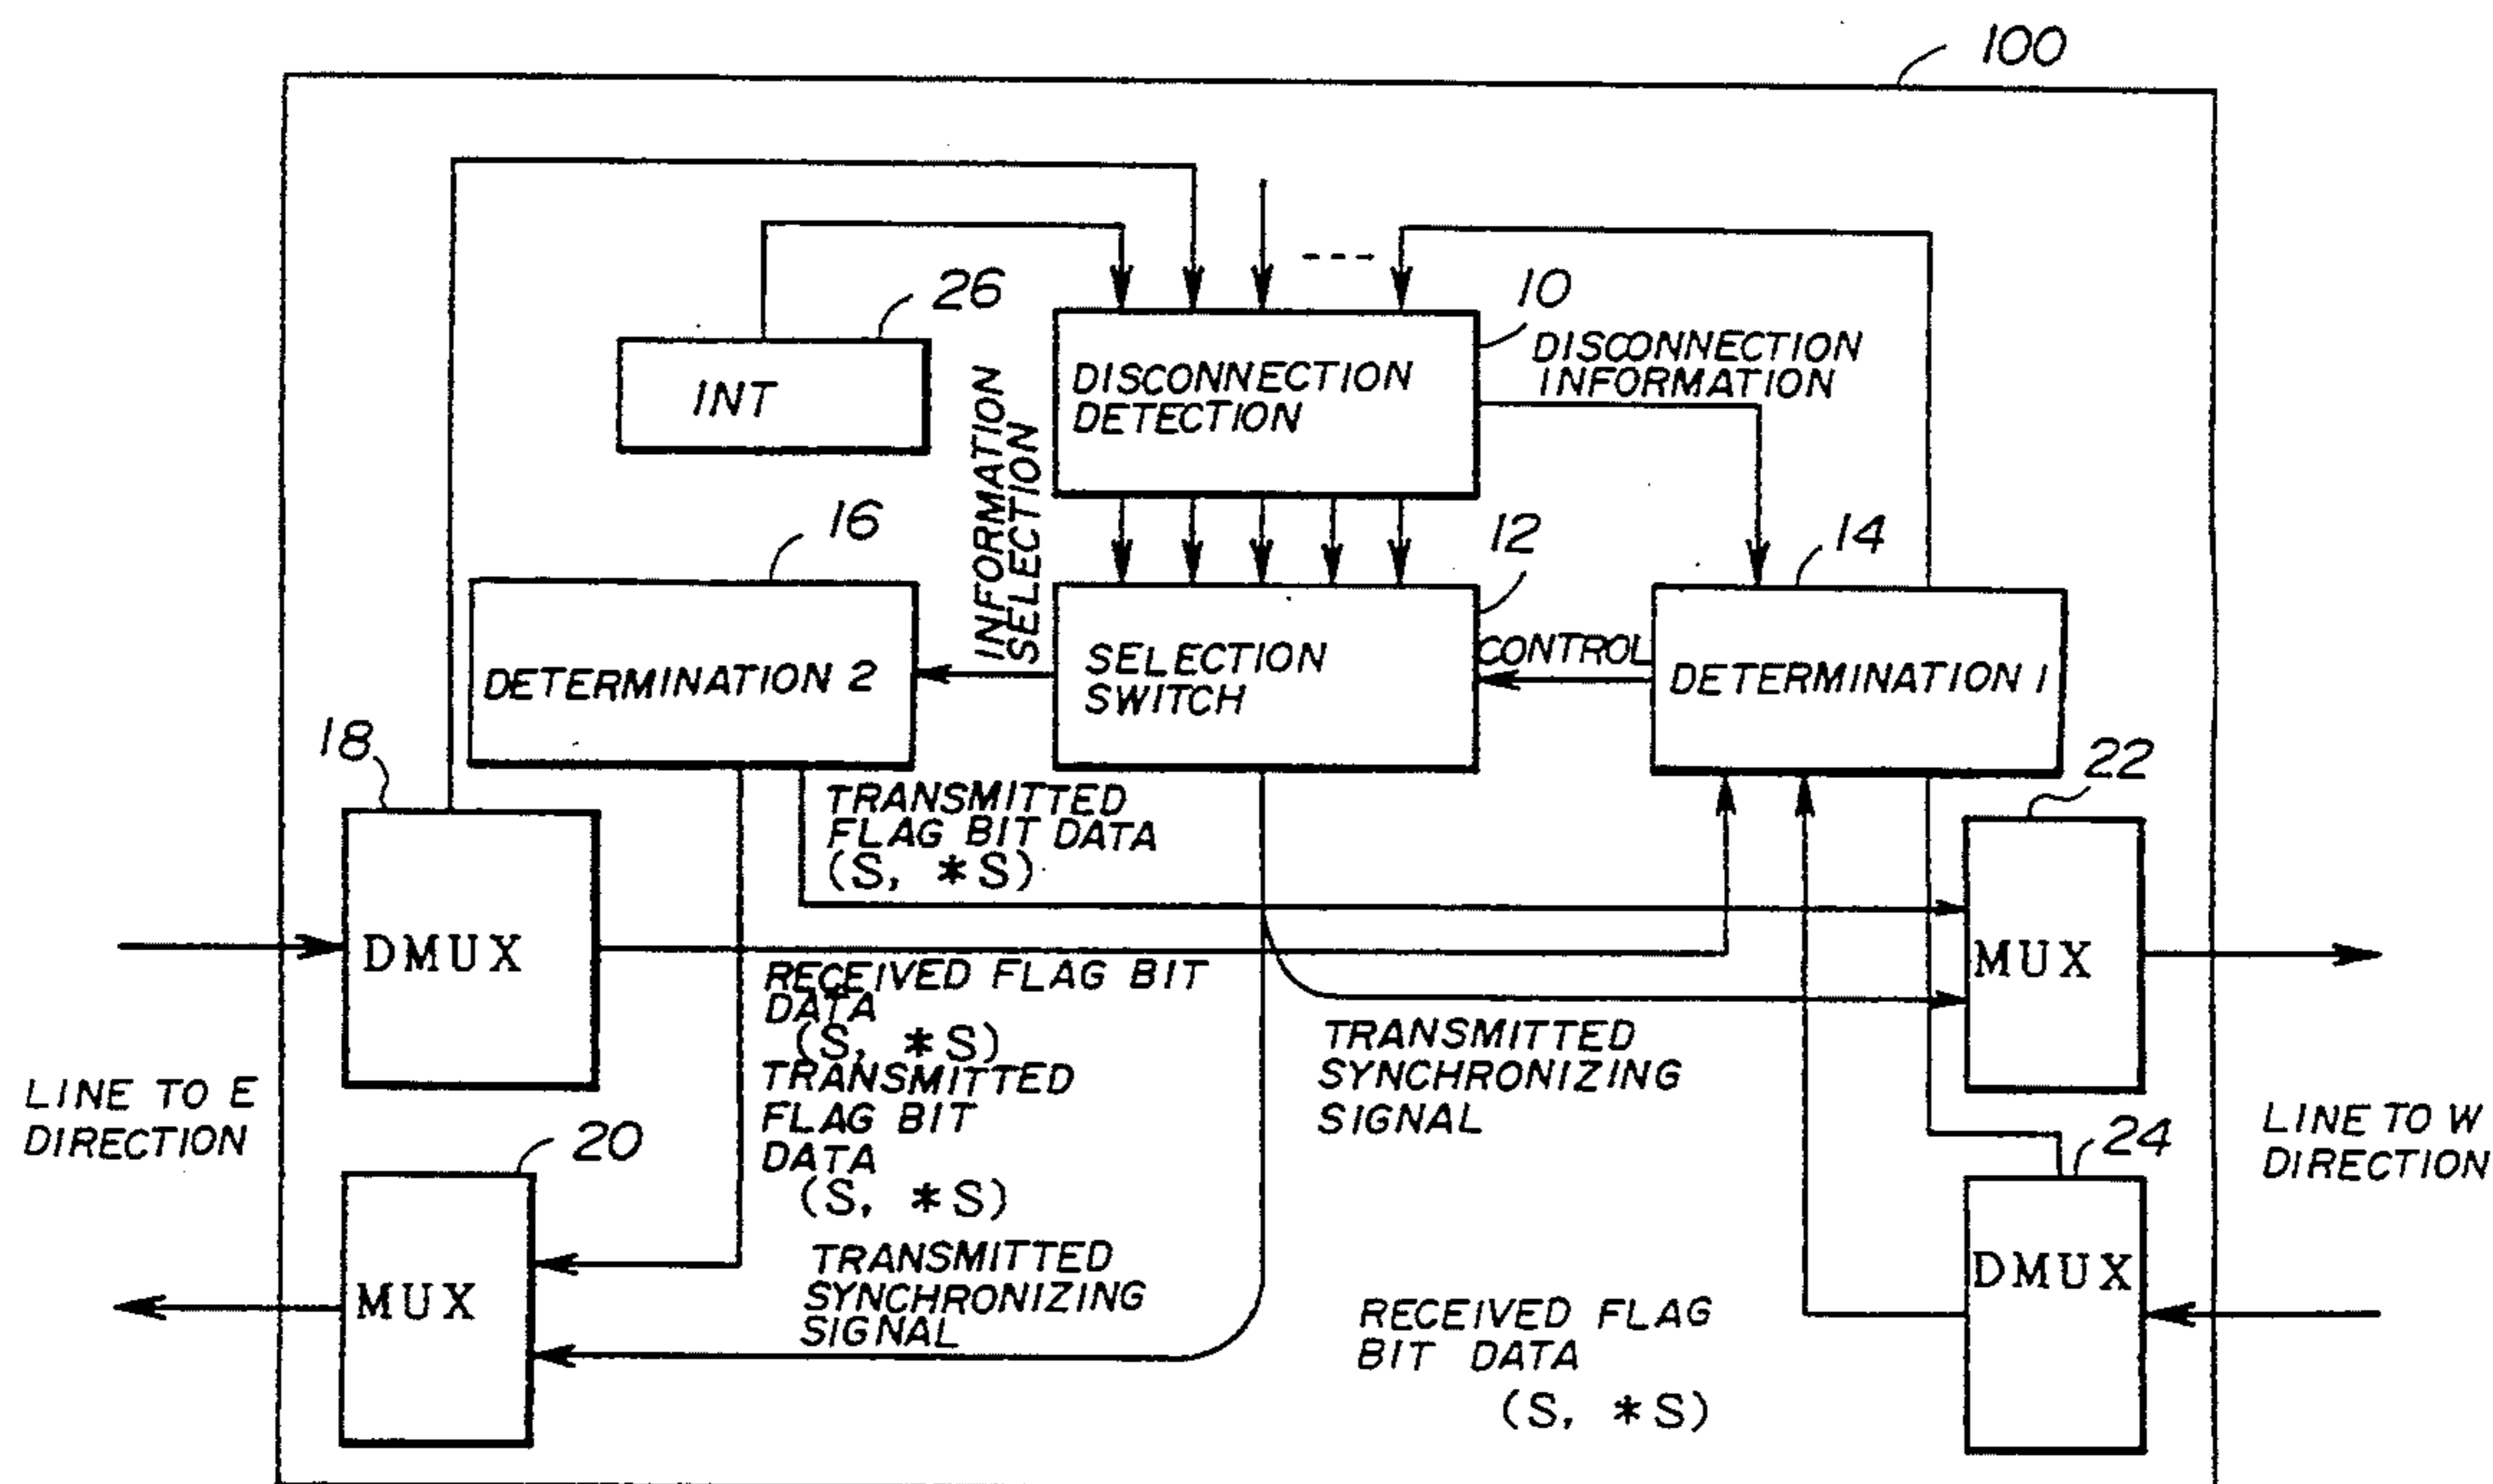 100
26
10
DISCONNECTION
INFORMATION
INT
DISCONNECTION
DETECTION
INFORMATION
SELECTION
16
12
14
DETERMINATION 2
SELECTION
SWITCH
CONTROL
DETERMINATION 1
18
22
TRANSMITTED
FLAG BIT DATA
(S, *S)
DMUX
MUX
RECEIVED FLAG BIT
DATA
(S, *S)
TRANSMITTED
FLAG BIT
DATA
(S, *S)
TRANSMITTED
SYNCHRONIZING
SIGNAL
LINE TO E
DIRECTION
LINE TO W
DIRECTION
20
24
MUX
DMUX
TRANSMITTED
SYNCHRONIZING
SIGNAL
RECEIVED FLAG
BIT DATA
(S, *S)